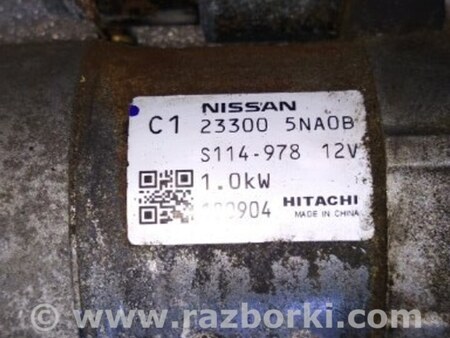 NISSAN
C1 23300 5NA0B
S114-978 12V
1.0kW
HITACHI
MADE IN CHINA
www.razborki.com